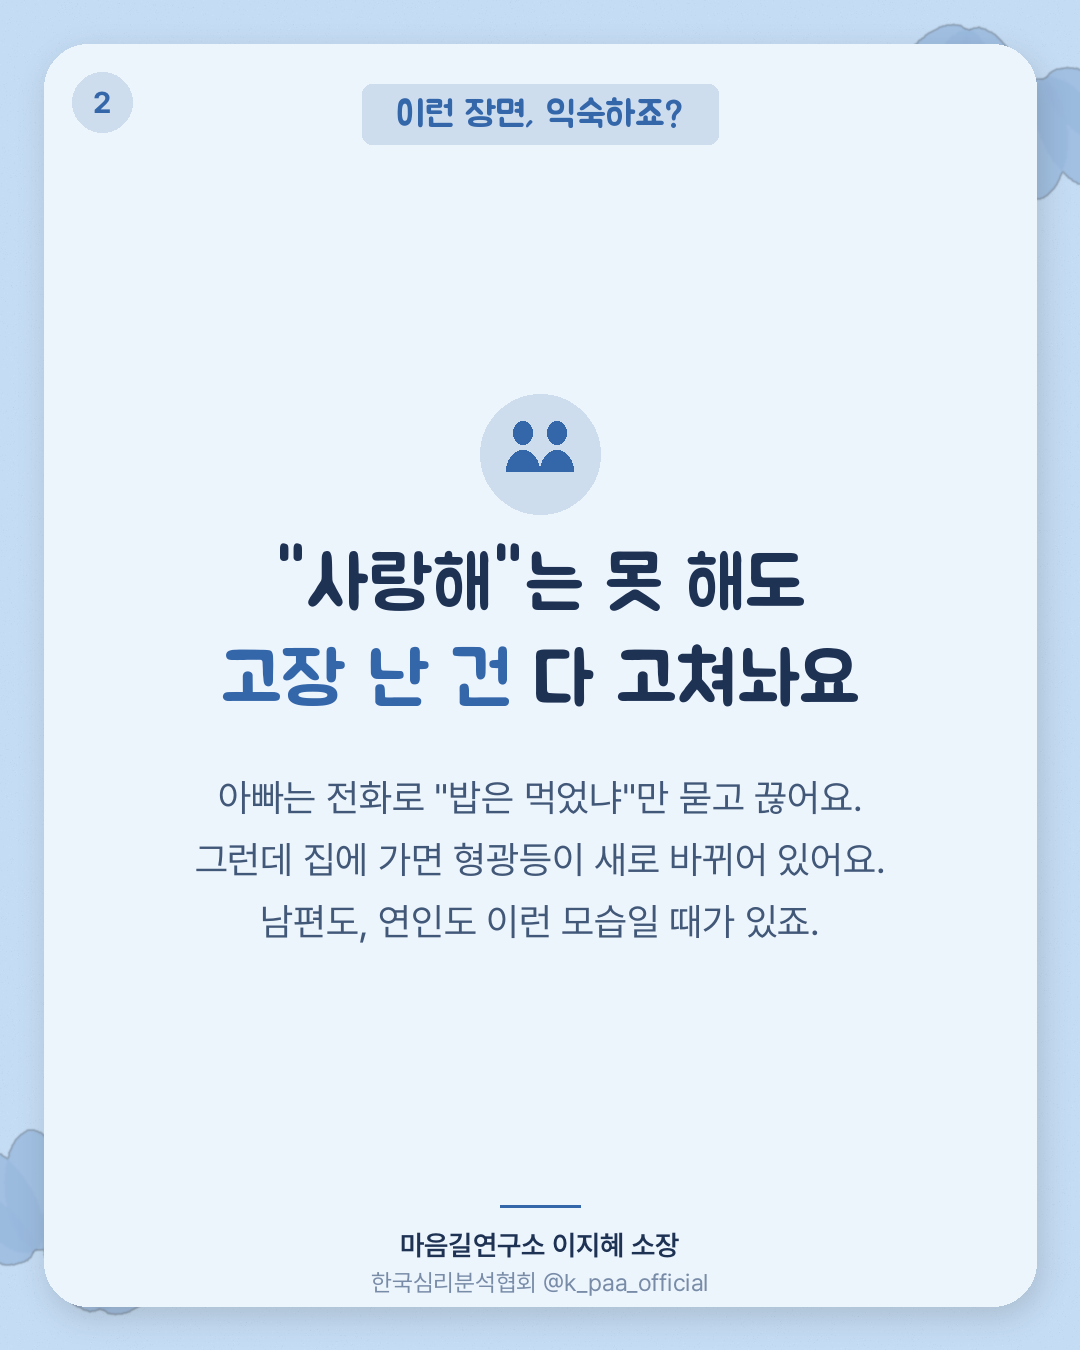 2
이런 장면, 익숙하죠?
"사랑해"는 못 해도
고장 난 건 다 고쳐놔요
아빠는 전화로 "밥은 먹었냐"만 묻고 끊어요.
그런데 집에 가면 형광등이 새로 바뀌어 있어요.
남편도, 연인도 이런 모습일 때가 있죠.
마음길연구소 이지혜 소장
한국심리분석협회 @k_paa_official